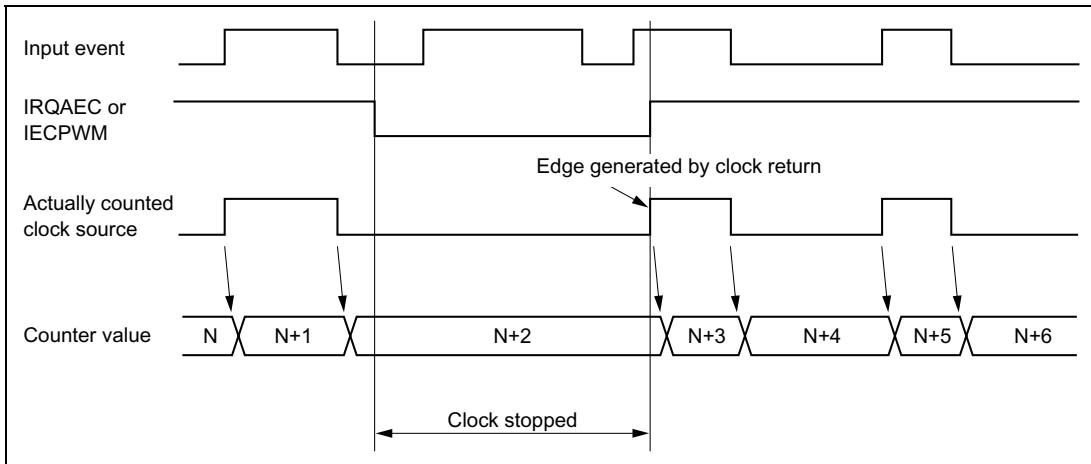 Input event
IRQAEC or
IECPWM
Edge generated by clock return
Actually counted
clock source
Counter value
N
N+1
N+2
N+3
N+4
N+5
N+6
Clock stopped